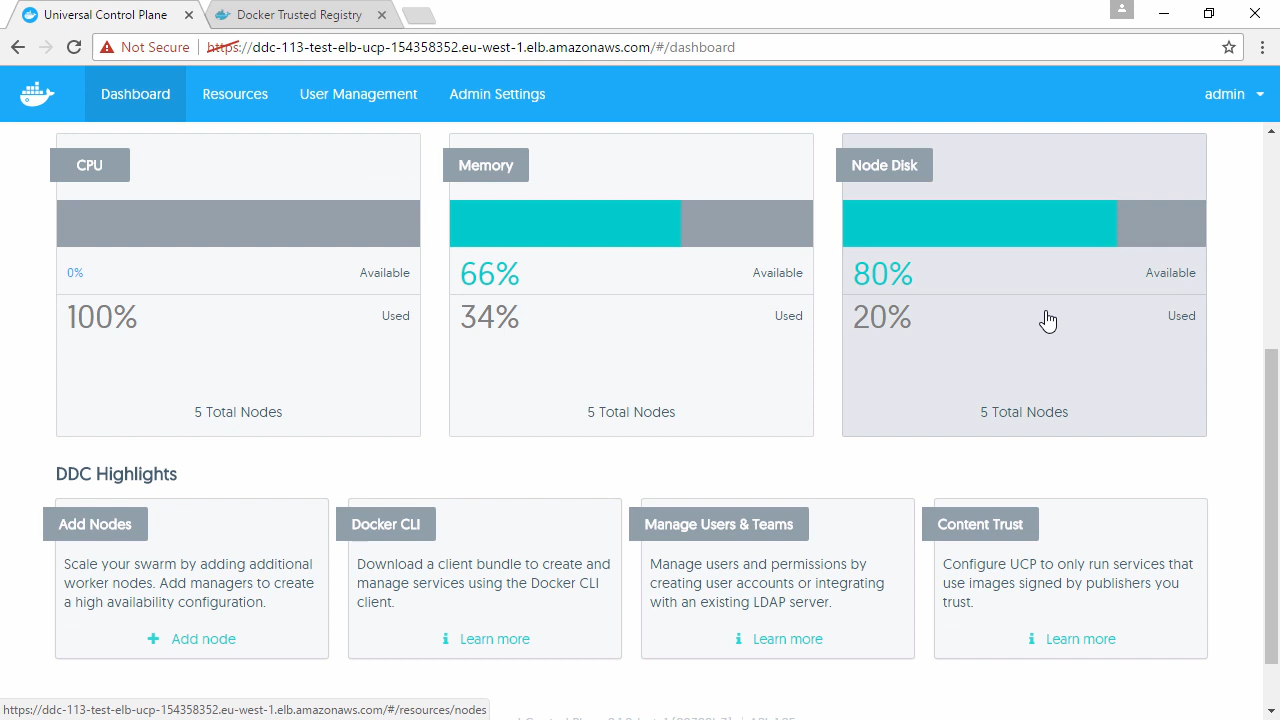 Universal Control Plane
Docker Trusted Registry
Not Secure
https://ddc-113-test-elb-ucp-154358352.eu-west-1.elb.amazonaws.com/#/dashboard
Dashboard
Resources
User Management
Admin Settings
admin
CPU
0% Available
100% Used
5 Total Nodes
Memory
66% Available
34% Used
5 Total Nodes
Node Disk
80% Available
20% Used
5 Total Nodes
DDC Highlights
Add Nodes
Scale your swarm by adding additional
worker nodes. Add managers to create
a high availability configuration.
Add node
Docker CLI
Download a client bundle to create and
manage services using the Docker CLI
client.
Learn more
Manage Users & Teams
Manage users and permissions by
creating user accounts or integrating
with an existing LDAP server.
Learn more
Content Trust
Configure UCP to only run services that
use images signed by publishers you
trust.
Learn more
https://ddc-113-test-elb-ucp-154358352.eu-west-1.elb.amazonaws.com/#/resources/nodes